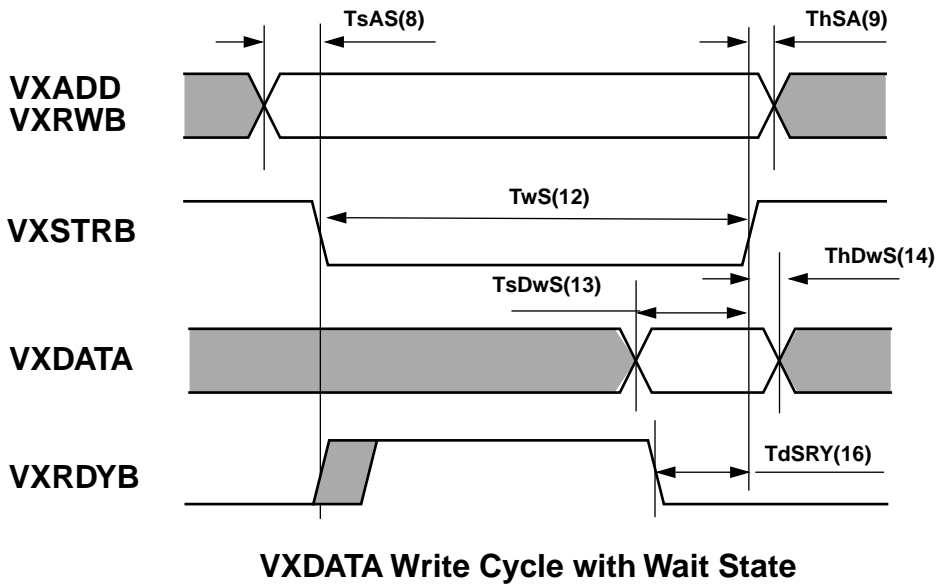 TsAS(8)
ThSA(9)
VXADD
VXRWB
TwS(12)
VXSTRB
ThDwS(14)
TsDwS(13)
VXDATA
TdSRY(16)
VXRDYB
VXDATA Write Cycle with Wait State